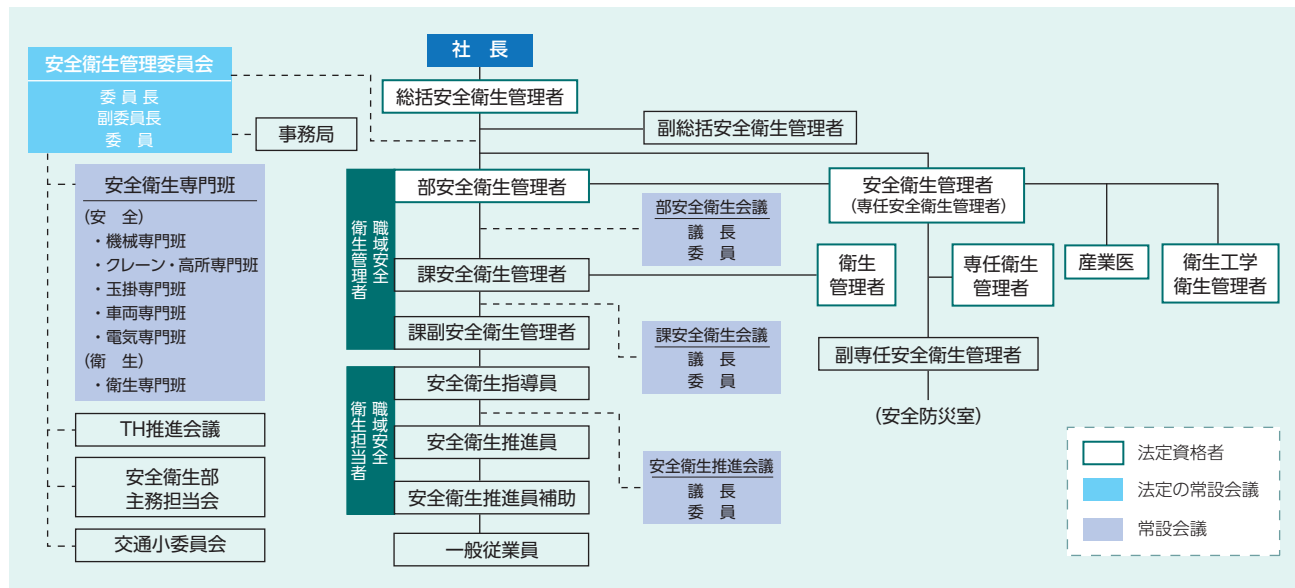 社 長
安全衛生管理委員会
委 員 長
副委員長
委 員
事務局
総括安全衛生管理者
副総括安全衛生管理者
安全衛生専門班
(安 全)
・機械専門班
・クレーン・高所専門班
・玉掛専門班
・車両専門班
・電気専門班
(衛 生)
・衛生専門班
TH推進会議
安全衛生部
主務担当会
交通小委員会
職域安全
衛生管理者
部安全衛生管理者
課安全衛生管理者
課副安全衛生管理者
職域安全
衛生担当者
安全衛生指導員
安全衛生推進員
安全衛生推進員補助
一般従業員
部安全衛生会議
議 長
委 員
課安全衛生会議
議 長
委 員
安全衛生推進会議
議 長
委 員
安全衛生管理者
(専任安全衛生管理者)
衛生
管理者
専任衛生
管理者
産業医
衛生工学
衛生管理者
副専任安全衛生管理者
(安全防災室)
法定資格者
法定の常設会議
常設会議